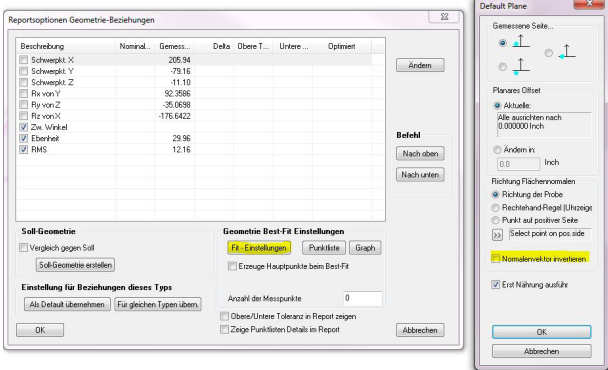 Reportsoptionen Geometrie-Beziehungen
Beschreibung Nominal... Gemess... Delta Obere T... Untere ... Optimiert
Schwerpkt. X 205.94
Schwerpkt. Y -79.16
Schwerpkt. Z -11.10
Rx von Y 92.3586
Ry von Z -35.0698
Rz von X -176.6422
Zw. Winkel
Ebenheit 29.96
RMS 12.16
Ändern
Befehl
Nach oben
Nach unten
Soll-Geometrie
Vergleich gegen Soll
Soll-Geometrie erstellen
Einstellung für Beziehungen dieses Typs
Als Default übernehmen Für gleichen Typen übern.
OK
Geometrie Best-Fit Einstellungen
Fit - Einstellungen Punktliste Graph
Erzeuge Hauptpunkte beim Best-Fit
Anzahl der Messpunkte 0
Obere/Untere Toleranz in Report zeigen
Zeige Punktlisten Details im Report
Abbrechen
Default Plane
Gemessene Seite...
Planares Offset
Aktuelle:
Alle ausrichten nach
0.000000 Inch
Ändern in:
0.0 Inch
Richtung Flächennormalen
Richtung der Probe
Rechtehand-Regel (Uhrzeige
Punkt auf positiver Seite
>> Select point on pos. side
Normalenvektor invertieren
Erst Nährung ausführ
OK
Abbrechen